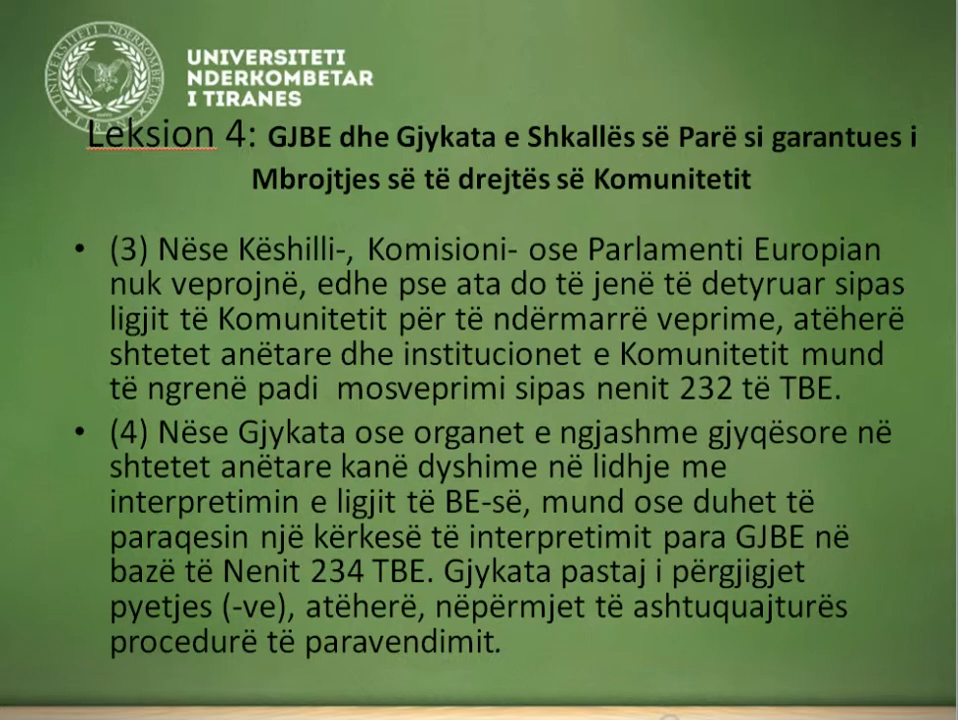 UNIVERSITETI
NDERKOMBETAR
I TIRANES
Leksion 4: GJBE dhe Gjykata e Shkallës së Parë si garantues i
Mbrojtjes së të drejtës së Komunitetit
• (3) Nëse Këshilli-, Komisioni- ose Parlamenti Europian
nuk veprojnë, edhe pse ata do të jenë të detyruar sipas
ligjit të Komunitetit për të ndërmarrë veprime, atëherë
shtetet anëtare dhe institucionet e Komunitetit mund
të ngrenë padi  mosveprimi sipas nenit 232 të TBE.
• (4) Nëse Gjykata ose organet e ngjashme gjyqësore në
shtetet anëtare kanë dyshime në lidhje me
interpretimin e ligjit të BE-së, mund ose duhet të
paraqesin një kërkesë të interpretimit para GJBE në
bazë të Nenit 234 TBE. Gjykata pastaj i përgjigjet
pyetjes (-ve), atëherë, nëpërmjet të ashtuquajturës
procedurë të paravendimit.